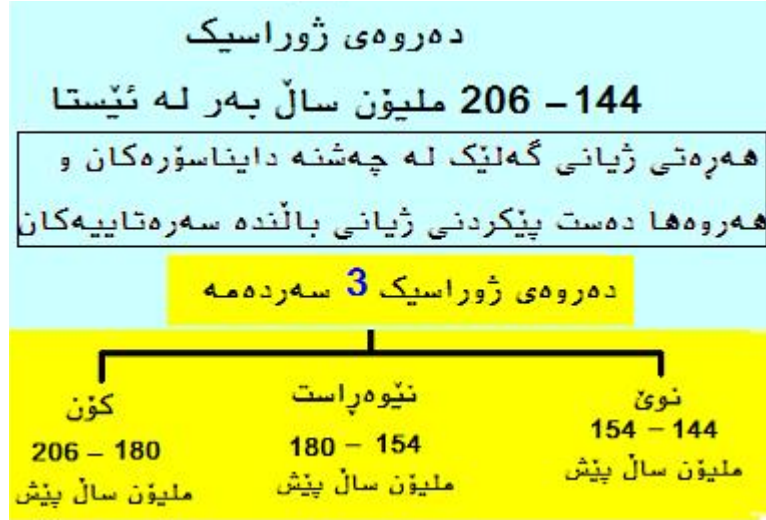 دەروەی ژوراسیک
206 – 144 ملیۆن ساڵ بەر لە ئێستا
هەڕەتی ژیانی گەلێک لە چەشنە دایناسۆرەکان و
هەروەها دەست پێکردنی ژیانی باڵندە سەرەتاییەکان
دەروەی ژوراسیک 3 سەردەمە
نوێ
154 – 144
ملیۆن ساڵ پێش
نێوەڕاست
180 – 154
ملیۆن ساڵ پێش
کۆن
206 – 180
ملیۆن ساڵ پێش